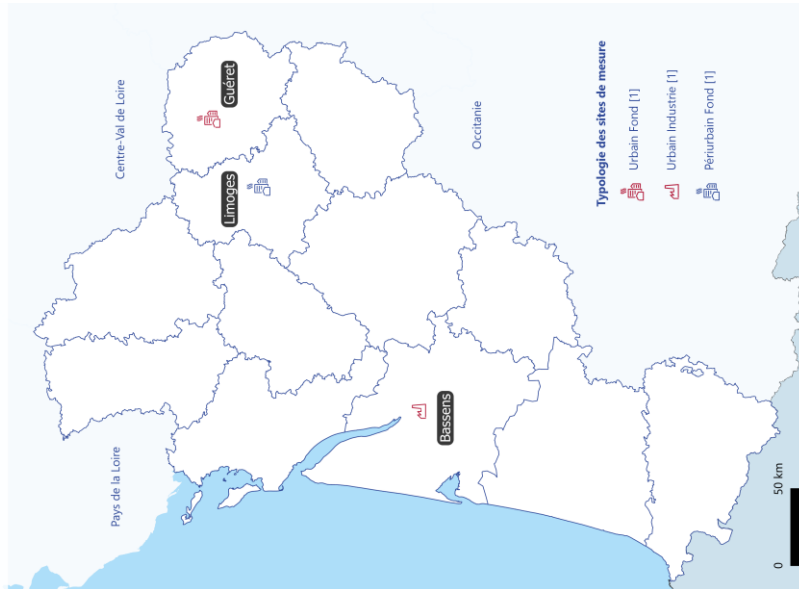 Centre-Val de Loire
Pays de la Loire
Guéret
Limoges
Bassens
Occitanie
Typologie des sites de mesure
Urbain Fond [1]
Urbain Industrie [1]
Périurbain Fond [1]
0 50 km